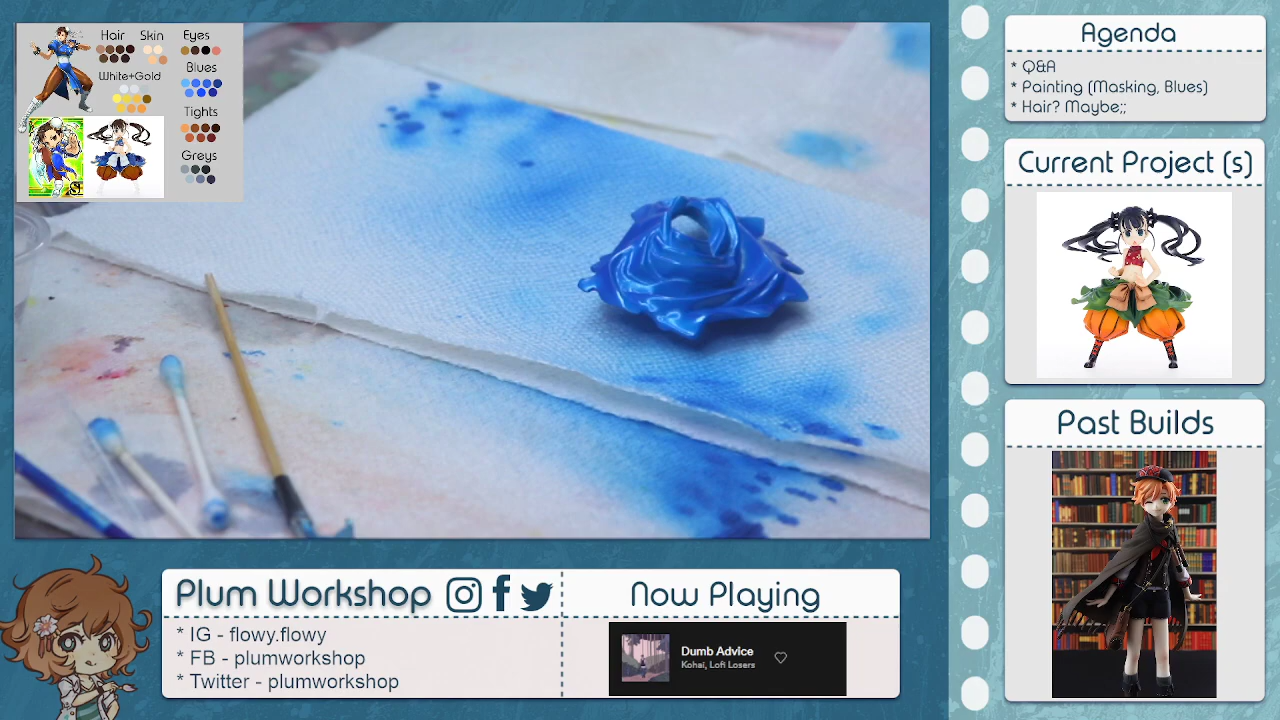 Hair Skin Eyes
Blues
White+Gold
Tights
Greys
Agenda
* Q&A
* Painting (Masking, Blues)
* Hair? Maybe;;
Current Project (s)
Past Builds
Plum Workshop
* IG - flowy.flowy
* FB - plumworkshop
* Twitter - plumworkshop
Now Playing
Dumb Advice
Kohai, Lofi Losers